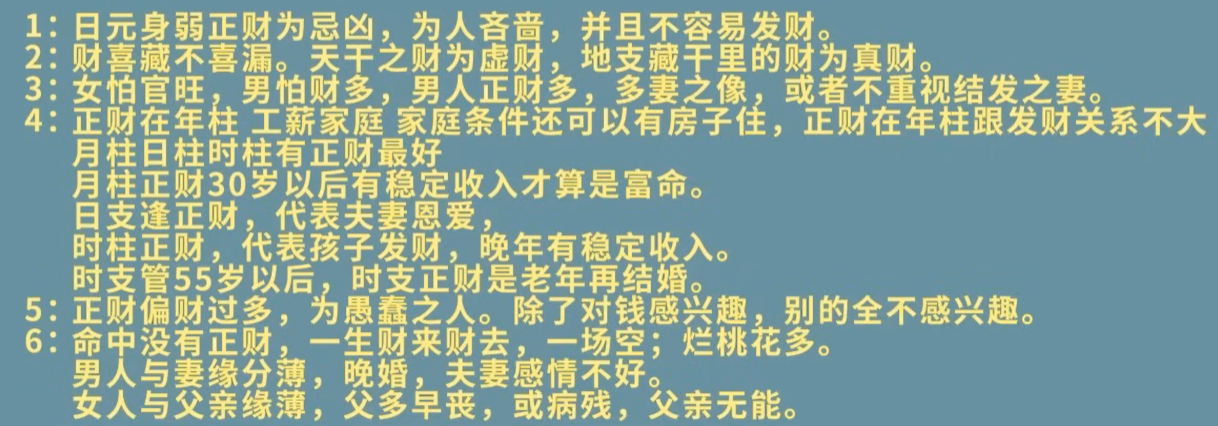 1：日元身弱正财为忌凶，为人吝啬，并且不容易发财。
2：财喜藏不喜漏。天干之财为虚财，地支藏干里的财为真财。
3：女怕官旺，男怕财多，男人正财多，多妻之像，或者不重视结发之妻。
4：正财在年柱 工薪家庭 家庭条件还可以有房子住，正财在年柱跟发财关系不大
月柱日柱时柱有正财最好
月柱正财30岁以后有稳定收入才算是富命。
日支逢正财，代表夫妻恩爱，
时柱正财，代表孩子发财，晚年有稳定收入。
时支管55岁以后，时支正财是老年再结婚。
5：正财偏财过多，为愚蠢之人。除了对钱感兴趣，别的全不感兴趣。
6：命中没有正财，一生财来财去，一场空；烂桃花多。
男人与妻缘分薄，晚婚，夫妻感情不好。
女人与父亲缘薄，父多早丧，或病残，父亲无能。